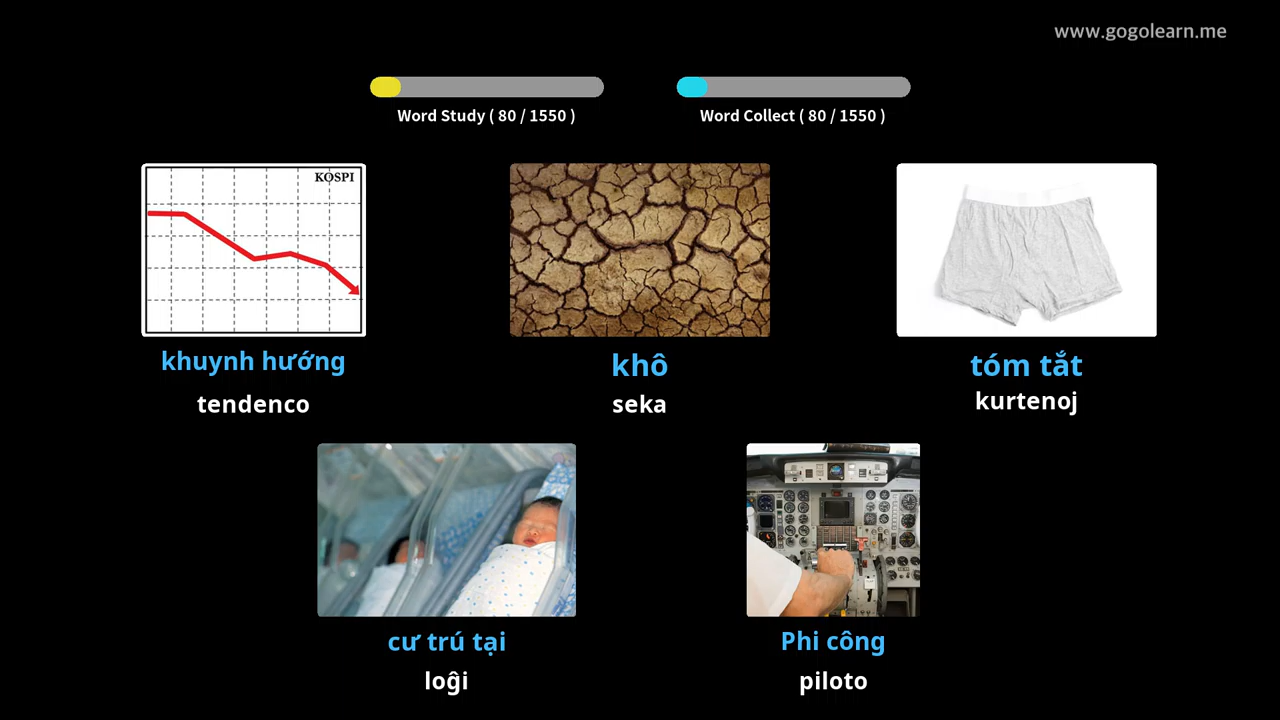 www.gogolearn.me
Word Study ( 80 / 1550 )
Word Collect ( 80 / 1550 )
KOSPI
khuynh hướng
tendenco
khô
seka
tóm tắt
kurtenoj
cư trú tại
loĝi
Phi công
piloto